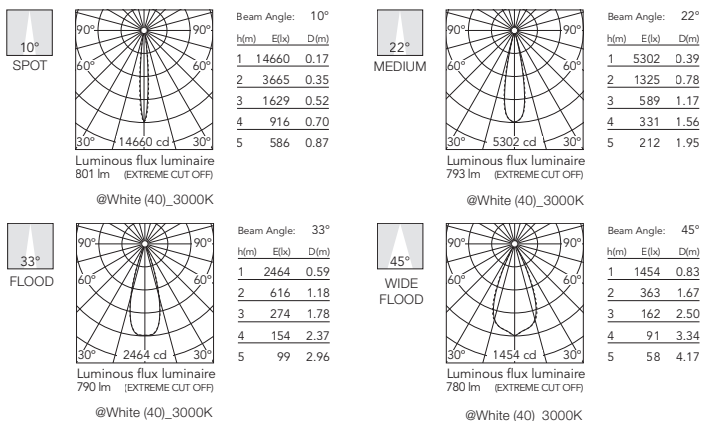 10°
SPOT
90° 90°
60° 60°
30° 14660 cd 30°
Luminous flux luminaire
801 lm (EXTREME CUT OFF)
@White (40)_3000K
Beam Angle: 10°
h(m) E(lx) D(m)
1 14660 0.17
2 3665 0.35
3 1629 0.52
4 916 0.70
5 586 0.87
22°
MEDIUM
90° 90°
60° 60°
30° 5302 cd 30°
Luminous flux luminaire
793 lm (EXTREME CUT OFF)
@White (40)_3000K
Beam Angle: 22°
h(m) E(lx) D(m)
1 5302 0.39
2 1325 0.78
3 589 1.17
4 331 1.56
5 212 1.95
33°
FLOOD
90° 90°
60° 60°
30° 2464 cd 30°
Luminous flux luminaire
790 lm (EXTREME CUT OFF)
@White (40)_3000K
Beam Angle: 33°
h(m) E(lx) D(m)
1 2464 0.59
2 616 1.18
3 274 1.78
4 154 2.37
5 99 2.96
45°
WIDE
FLOOD
90° 90°
60° 60°
30° 1454 cd 30°
Luminous flux luminaire
780 lm (EXTREME CUT OFF)
@White (40)_3000K
Beam Angle: 45°
h(m) E(lx) D(m)
1 1454 0.83
2 363 1.67
3 162 2.50
4 91 3.34
5 58 4.17